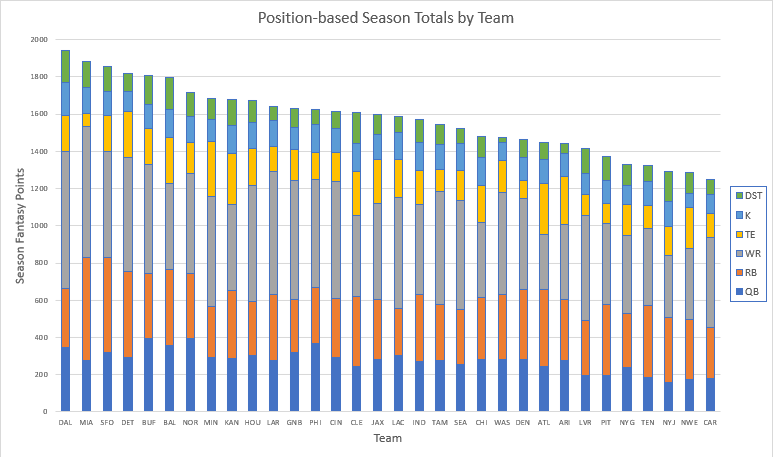 Position-based Season Totals by Team
2000
1800
1600
1400
1200
1000
800
600
400
200
0
Season Fantasy Points
DAL MIA SFO DET BUF BAL NOR MIN KAN HOU LAR GNB PHI CIN CLE JAX LAC IND TAM SEA CHI WAS DEN ATL ARI LVR PIT NYG TEN NYJ NWE CAR
Team
DST
K
TE
WR
RB
QB